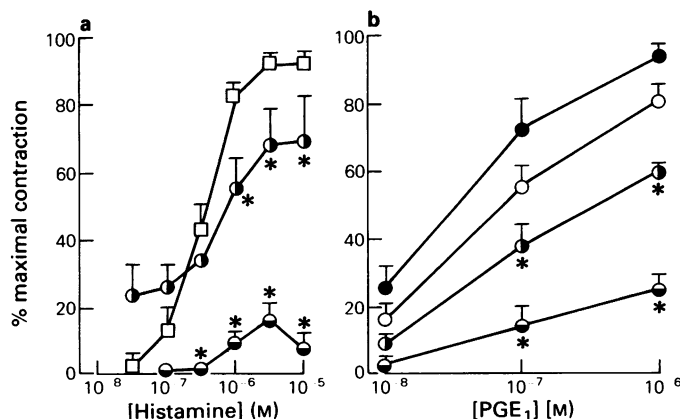 a
b
% maximal contraction
100
80
60
40
20
0
100
80
60
40
20
0
* * * * * * *
* * * *
10⁻⁸ 10⁻⁷ 10⁻⁶ 10⁻⁵
10⁻⁸ 10⁻⁷ 10⁻⁶
[Histamine] (M)
[PGE₁] [M]